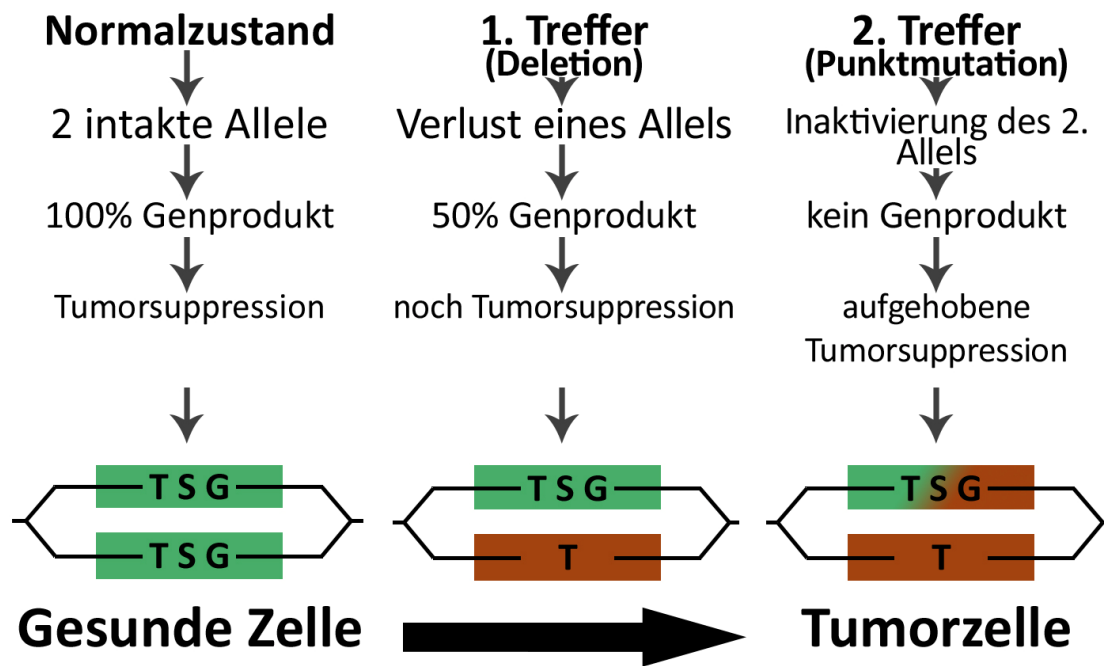 Normalzustand
2 intakte Allele
100% Genprodukt
Tumorsuppression
TSG
TSG
1. Treffer
(Deletion)
Verlust eines Allels
50% Genprodukt
noch Tumorsuppression
TSG
T
2. Treffer
(Punktmutation)
Inaktivierung des 2.
Allels
kein Genprodukt
aufgehobene
Tumorsuppression
TSG
T
Gesunde Zelle
Tumorzelle